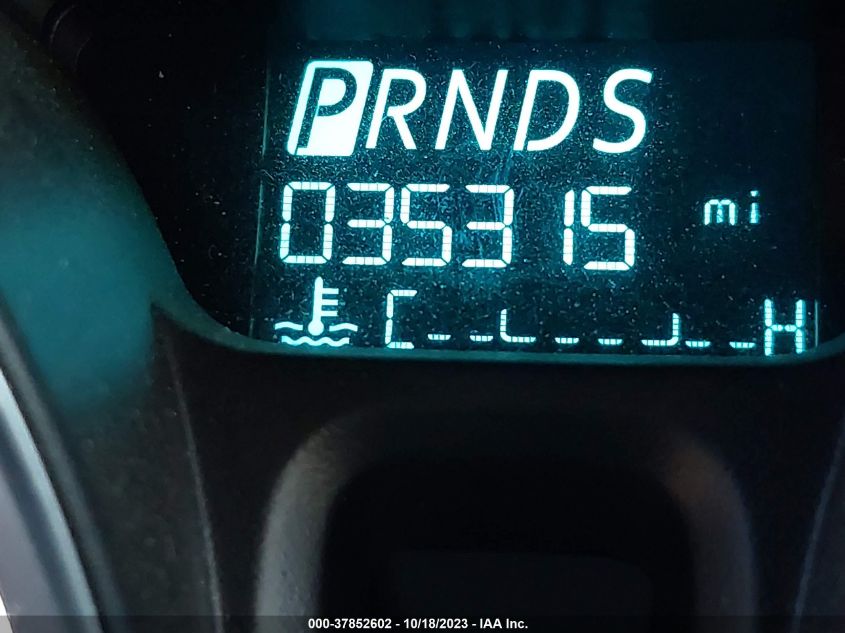 PRNDS
035315 mi
C H
000-37852602 - 10/18/2023 - IAA Inc.